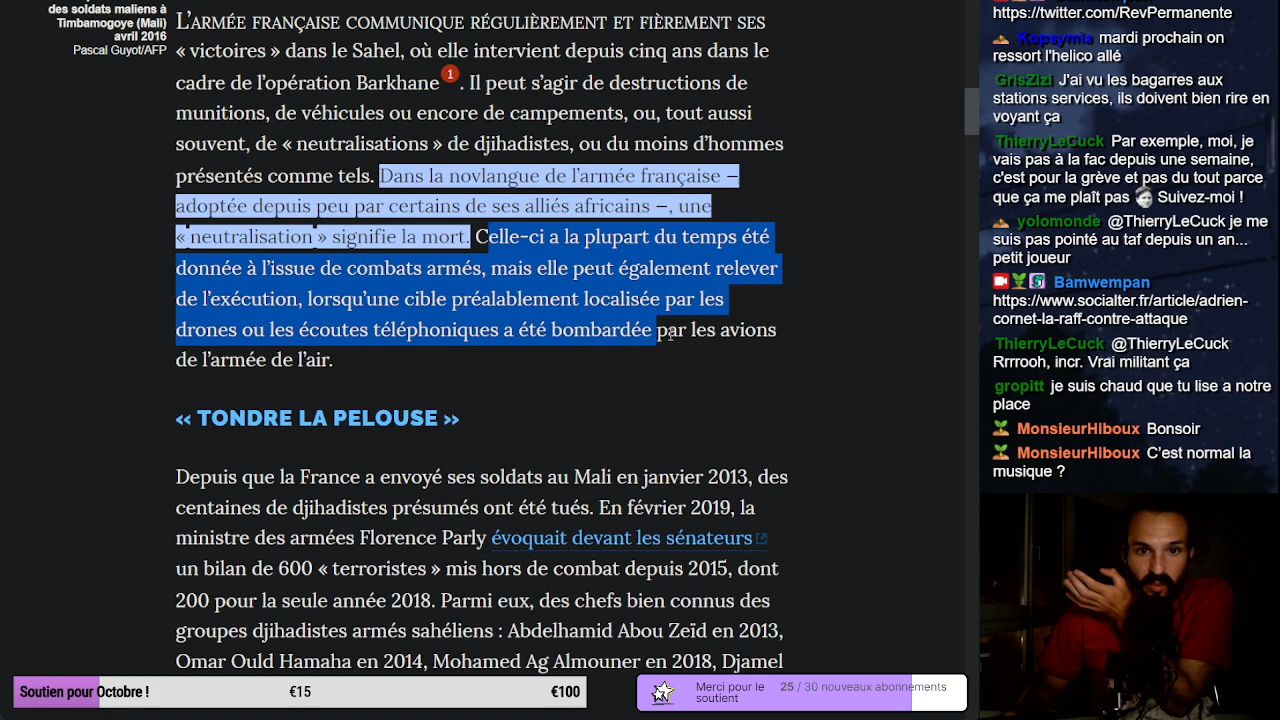 des soldats maliens à
Timbamogoye (Mali)
avril 2016
Pascal Guyot/AFP
L’ARMÉE FRANÇAISE COMMUNIQUE RÉGULIÈREMENT ET FIÈREMENT SES
« victoires » dans le Sahel, où elle intervient depuis cinq ans dans le
cadre de l’opération Barkhane 1. Il peut s’agir de destructions de
munitions, de véhicules ou encore de campements, ou, tout aussi
souvent, de « neutralisations » de djihadistes, ou du moins d’hommes
présentés comme tels. Dans la novlangue de l’armée française –
adoptée depuis peu par certains de ses alliés africains –, une
« neutralisation » signifie la mort. Celle-ci a la plupart du temps été
donnée à l’issue de combats armés, mais elle peut également relever
de l’exécution, lorsqu’une cible préalablement localisée par les
drones ou les écoutes téléphoniques a été bombardée par les avions
de l’armée de l’air.
« TONDRE LA PELOUSE »
Depuis que la France a envoyé ses soldats au Mali en janvier 2013, des
centaines de djihadistes présumés ont été tués. En février 2019, la
ministre des armées Florence Parly évoquait devant les sénateurs
un bilan de 600 « terroristes » mis hors de combat depuis 2015, dont
200 pour la seule année 2018. Parmi eux, des chefs bien connus des
groupes djihadistes armés sahéliens : Abdelhamid Abou Zeïd en 2013,
Omar Ould Hamaha en 2014, Mohamed Ag Almouner en 2018, Djamel
https://twitter.com/RevPermanente
Kopsymia mardi prochain on
ressort l'helico allé
GrisZizi J'ai vu les bagarres aux
stations services, ils doivent bien rire en
voyant ça
ThierryLeCuck Par exemple, moi, je
vais pas à la fac depuis une semaine,
c'est pour la grève et pas du tout parce
que ça me plaît pas Suivez-moi !
yolomonde @ThierryLeCuck je me
suis pas pointé au taf depuis un an...
petit joueur
Bamwempan
https://www.socialter.fr/article/adrien-
cornet-la-raff-contre-attaque
ThierryLeCuck @ThierryLeCuck
Rrrrooh, incr. Vrai militant ça
gropitt je suis chaud que tu lise a notre
place
MonsieurHiboux Bonsoir
MonsieurHiboux C’est normal la
musique ?
Soutien pour Octobre ! €15 €100
Merci pour le
soutient
25 / 30 nouveaux abonnements